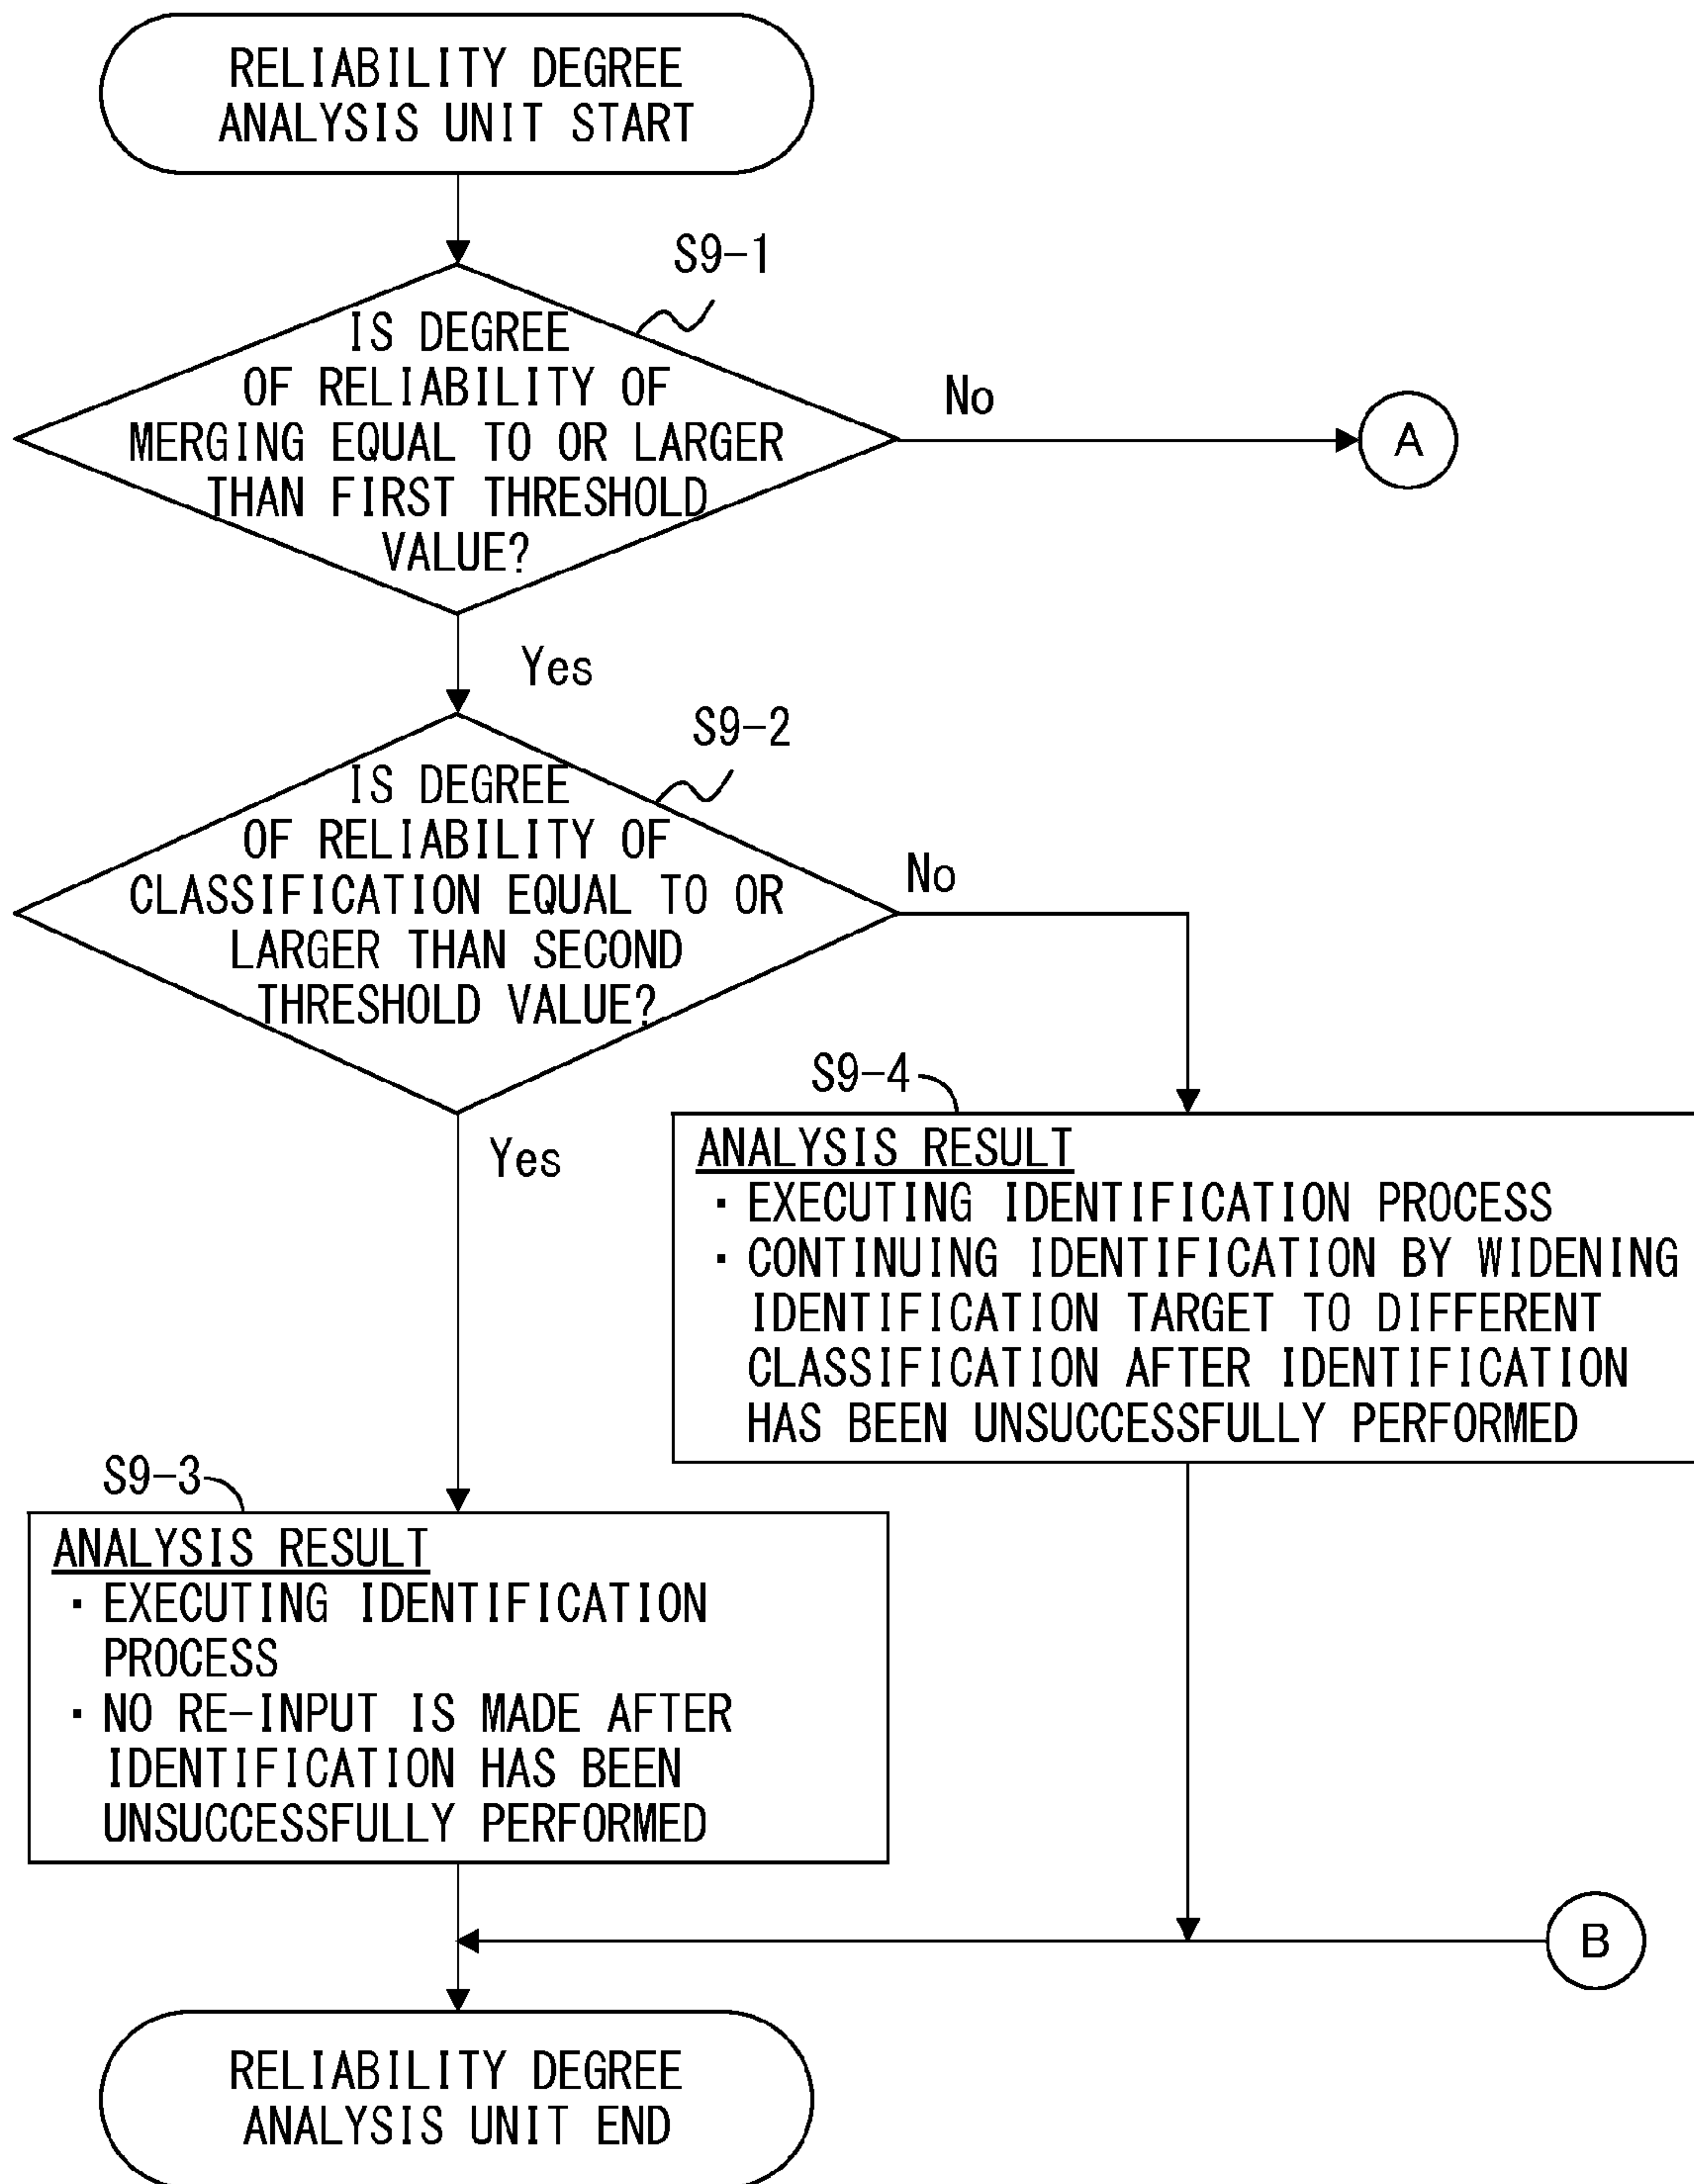 RELIABILITY DEGREE
ANALYSIS UNIT START
S9-1
IS DEGREE
OF RELIABILITY OF
MERGING EQUAL TO OR LARGER
THAN FIRST THRESHOLD
VALUE?
No
A
Yes
S9-2
IS DEGREE
OF RELIABILITY OF
CLASSIFICATION EQUAL TO OR
LARGER THAN SECOND
THRESHOLD VALUE?
No
Yes
S9-4
ANALYSIS RESULT
・EXECUTING IDENTIFICATION PROCESS
・CONTINUING IDENTIFICATION BY WIDENING
IDENTIFICATION TARGET TO DIFFERENT
CLASSIFICATION AFTER IDENTIFICATION
HAS BEEN UNSUCCESSFULLY PERFORMED
S9-3
ANALYSIS RESULT
・EXECUTING IDENTIFICATION
PROCESS
・NO RE-INPUT IS MADE AFTER
IDENTIFICATION HAS BEEN
UNSUCCESSFULLY PERFORMED
B
RELIABILITY DEGREE
ANALYSIS UNIT END